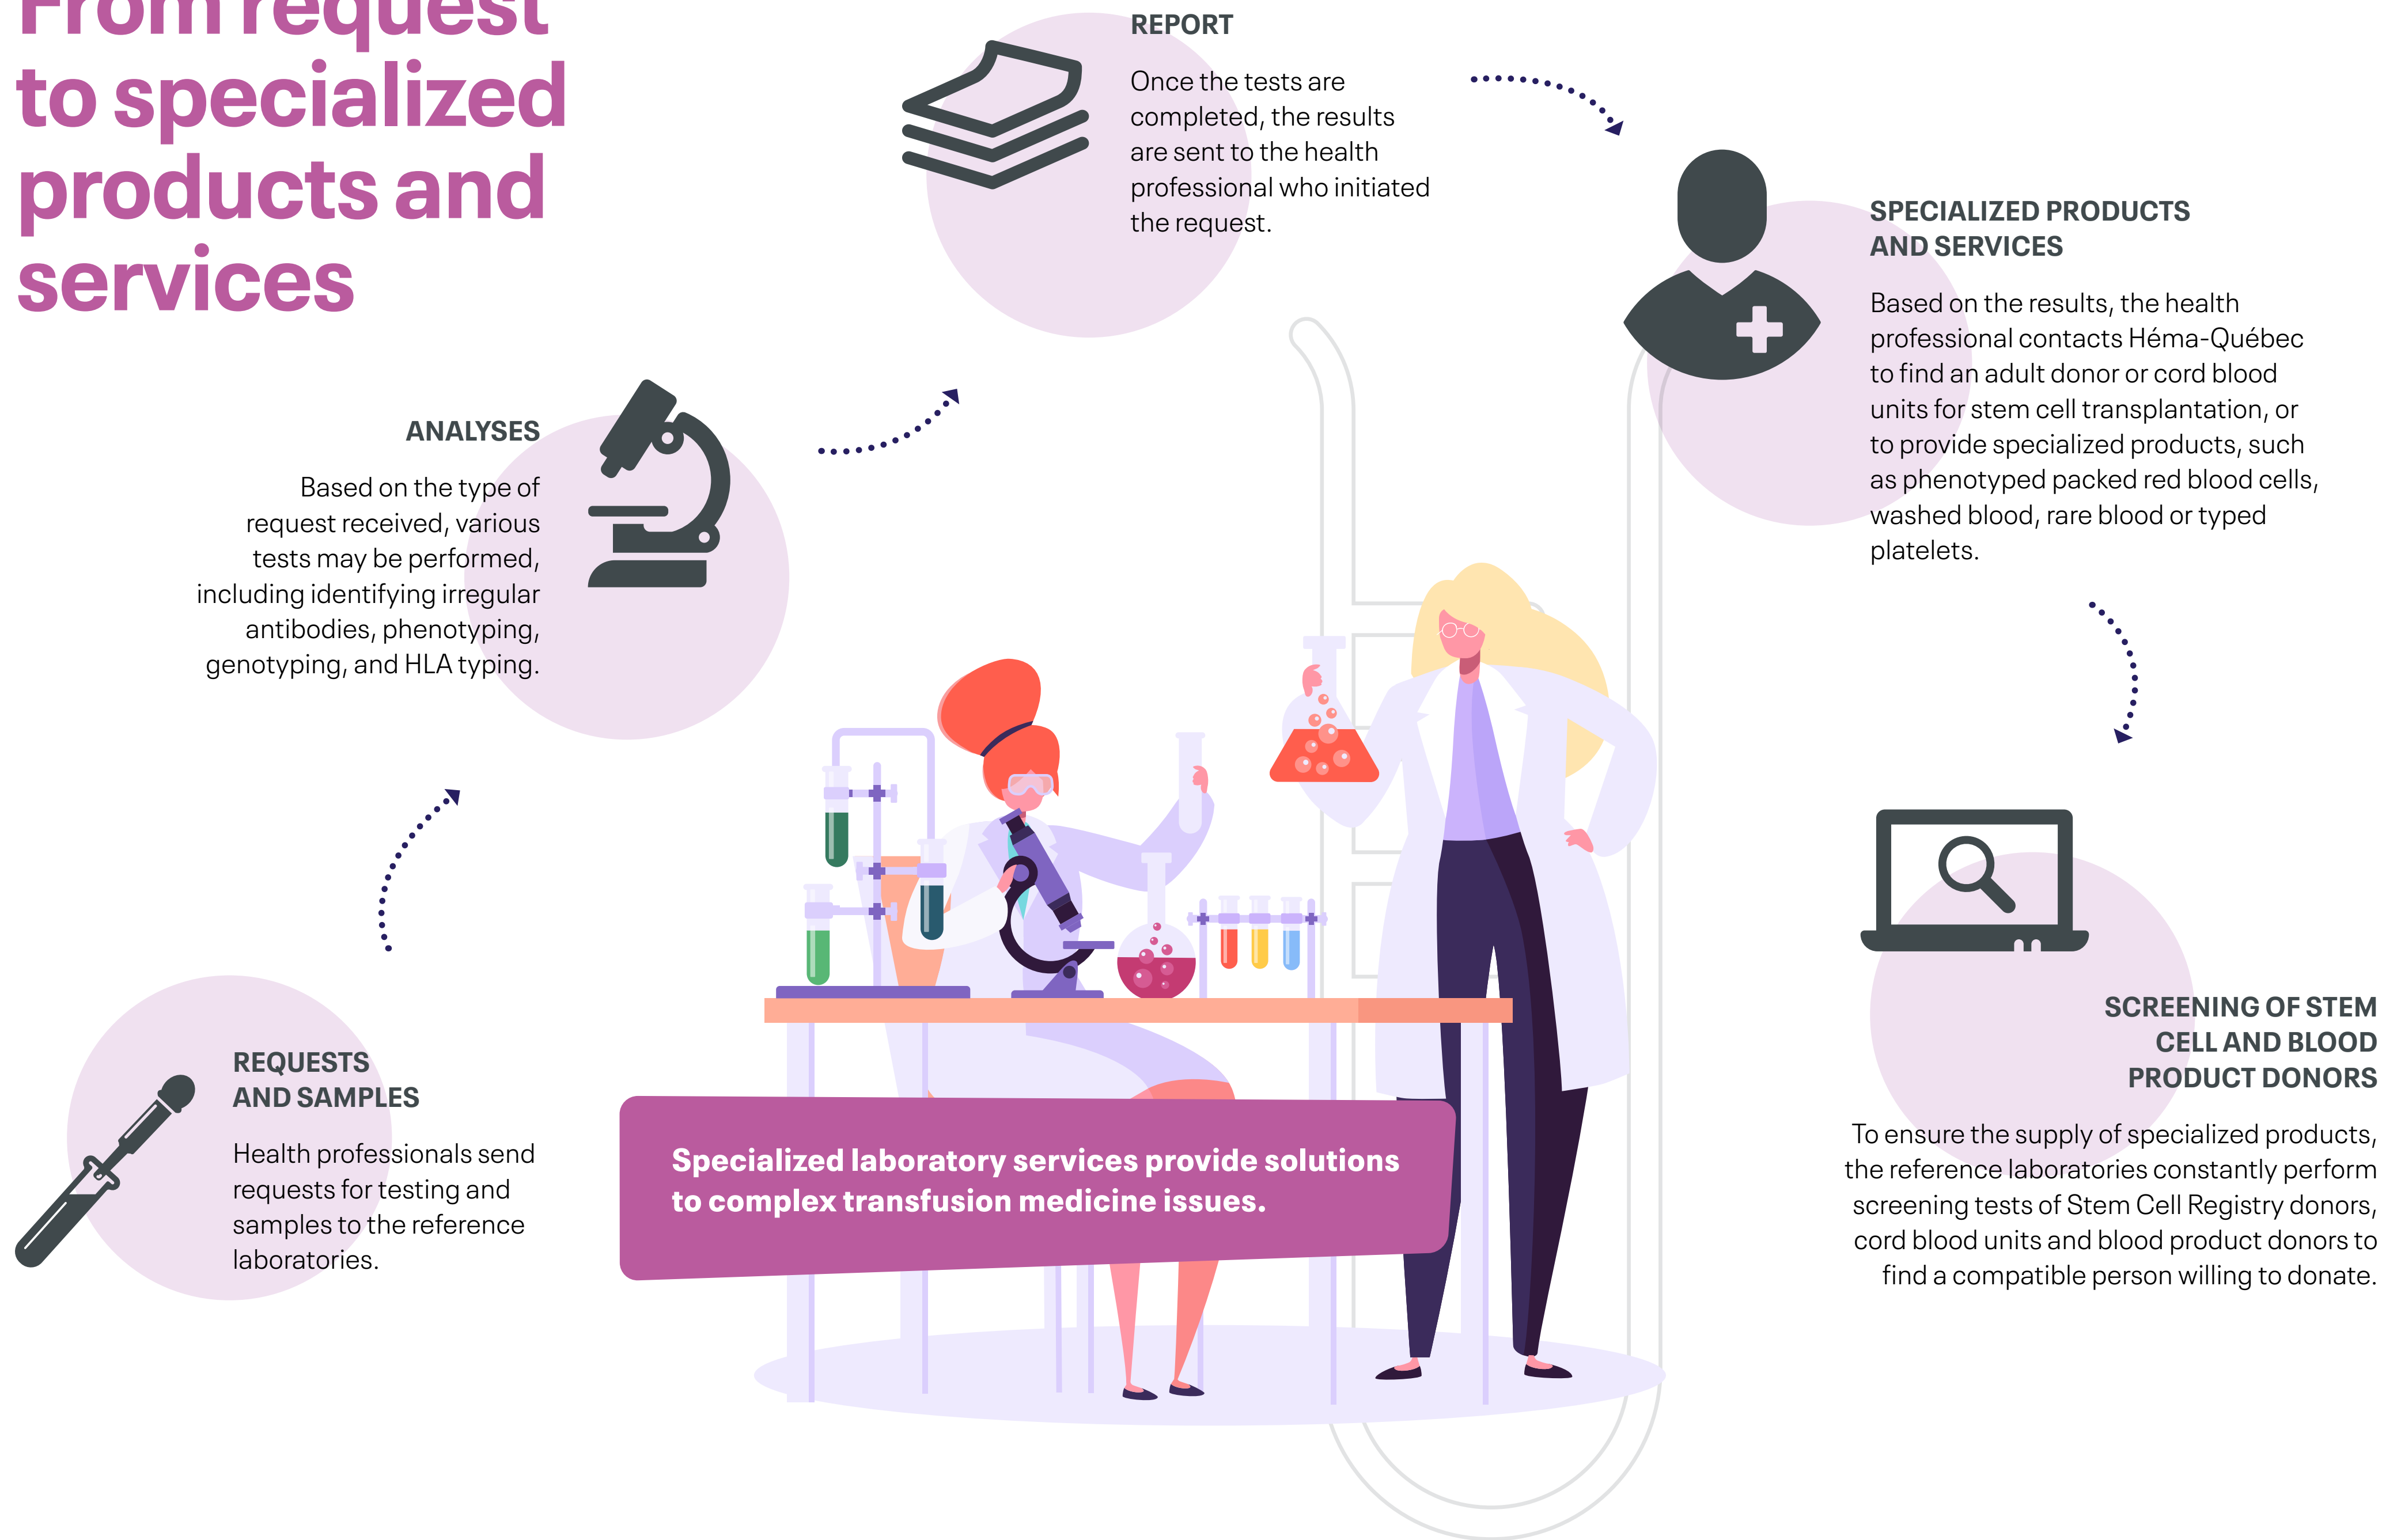 From request
to specialized
products and
services
REPORT
Once the tests are
completed, the results
are sent to the health
professional who initiated
the request.
SPECIALIZED PRODUCTS
AND SERVICES
Based on the results, the health
professional contacts Héma-Québec
to find an adult donor or cord blood
units for stem cell transplantation, or
to provide specialized products, such
as phenotyped packed red blood cells,
washed blood, rare blood or typed
platelets.
ANALYSES
Based on the type of
request received, various
tests may be performed,
including identifying irregular
antibodies, phenotyping,
genotyping, and HLA typing.
REQUESTS
AND SAMPLES
Health professionals send
requests for testing and
samples to the reference
laboratories.
Specialized laboratory services provide solutions
to complex transfusion medicine issues.
SCREENING OF STEM
CELL AND BLOOD
PRODUCT DONORS
To ensure the supply of specialized products,
the reference laboratories constantly perform
screening tests of Stem Cell Registry donors,
cord blood units and blood product donors to
find a compatible person willing to donate.